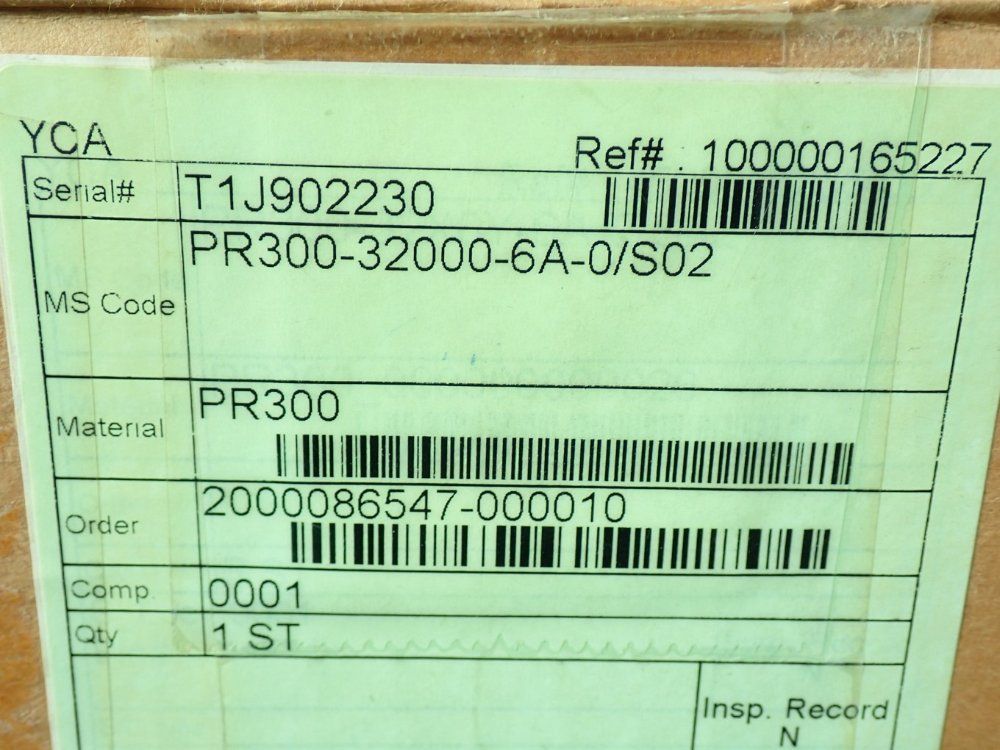 YCA
Ref# . 100000165227
Serial# T1J902230
MS Code PR300-32000-6A-0/S02
Material PR300
Order 2000086547-000010
Comp. 0001
Qty 1 ST
Insp. Record
N